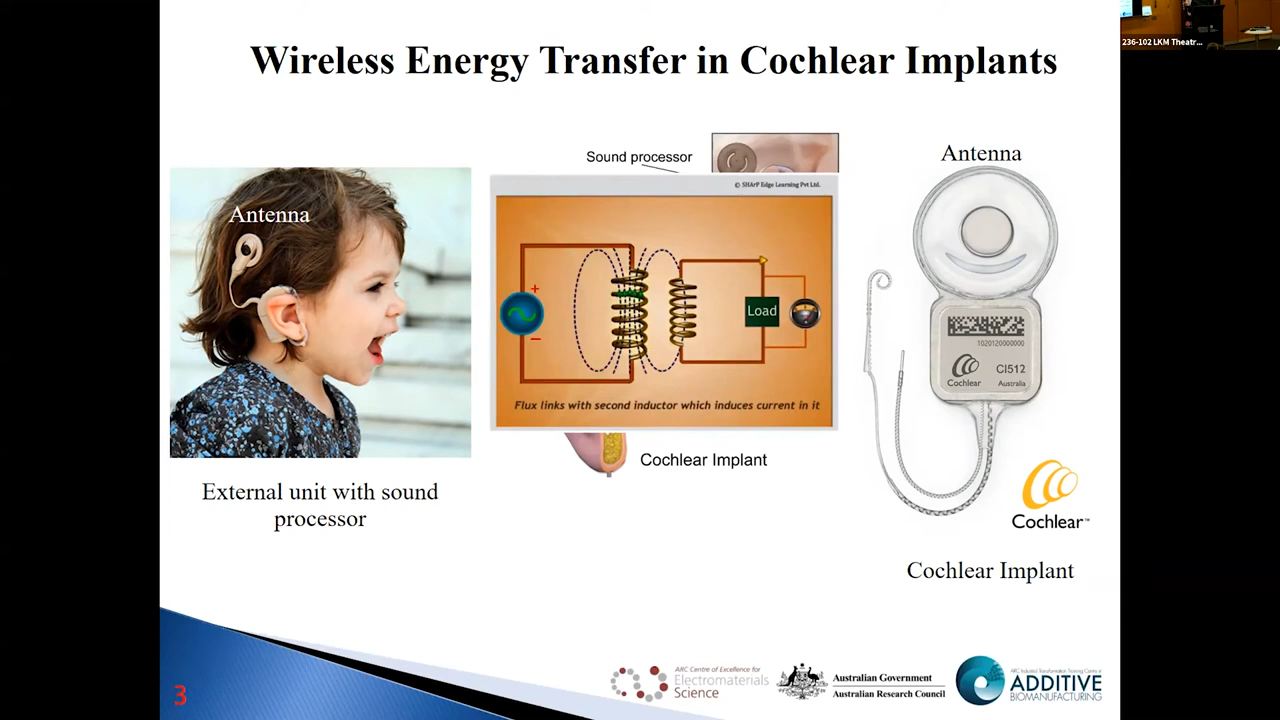 Wireless Energy Transfer in Cochlear Implants
236-102 LKM Theatr...
Antenna
External unit with sound
processor
Sound processor
© SHArP Edge Learning Pvt Ltd.
+
−
Load
Flux links with second inductor which induces current in it
Cochlear Implant
Antenna
1020120000000
Cochlear
CI512
Australia
Cochlear™
Cochlear Implant
3
ARC Centre of Excellence for
Electromaterials
Science
Australian Government
Australian Research Council
ARC Industrial Transformation Training Centre in
ADDITIVE
BIOMANUFACTURING